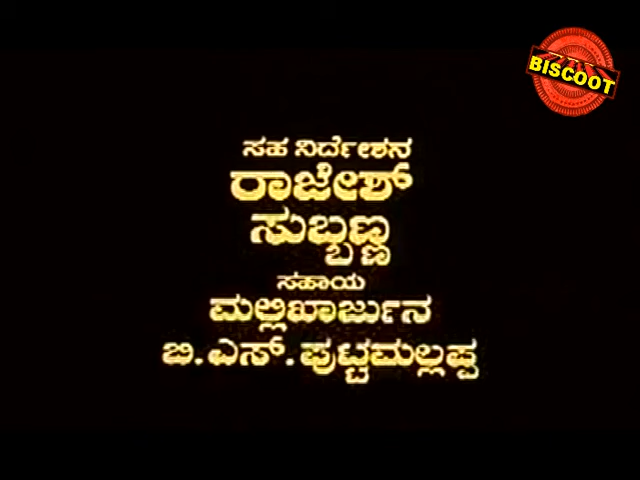 BISCOOT
ಸಹ ನಿರ್ದೇಶನ
ರಾಜೇಶ್
ಸುಬ್ಬಣ್ಣ
ಸಹಾಯ
ಮಲ್ಲಿಖಾರ್ಜುನ
ಬಿ.ಎಸ್.ಪುಟ್ಟಮಲ್ಲಪ್ಪ